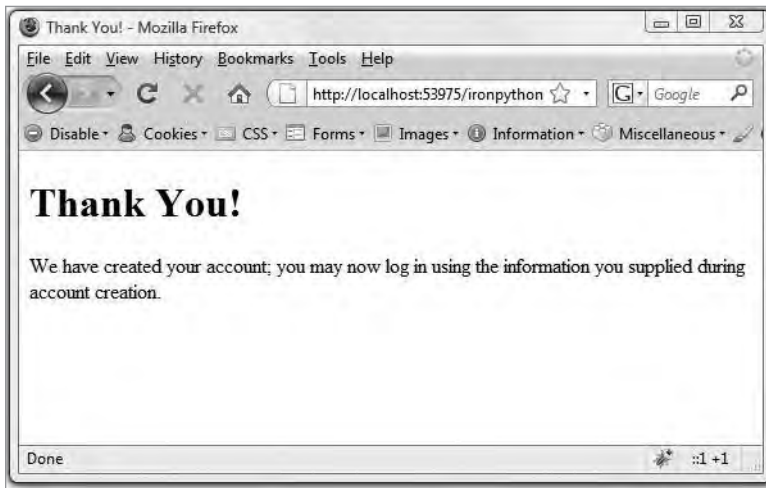 Thank You! - Mozilla Firefox
File Edit View History Bookmarks Tools Help
http://localhost:53975/ironpython G Google
Disable Cookies CSS Forms Images Information Miscellaneous
Thank You!
We have created your account; you may now log in using the information you supplied during
account creation.
Done ::1 +1